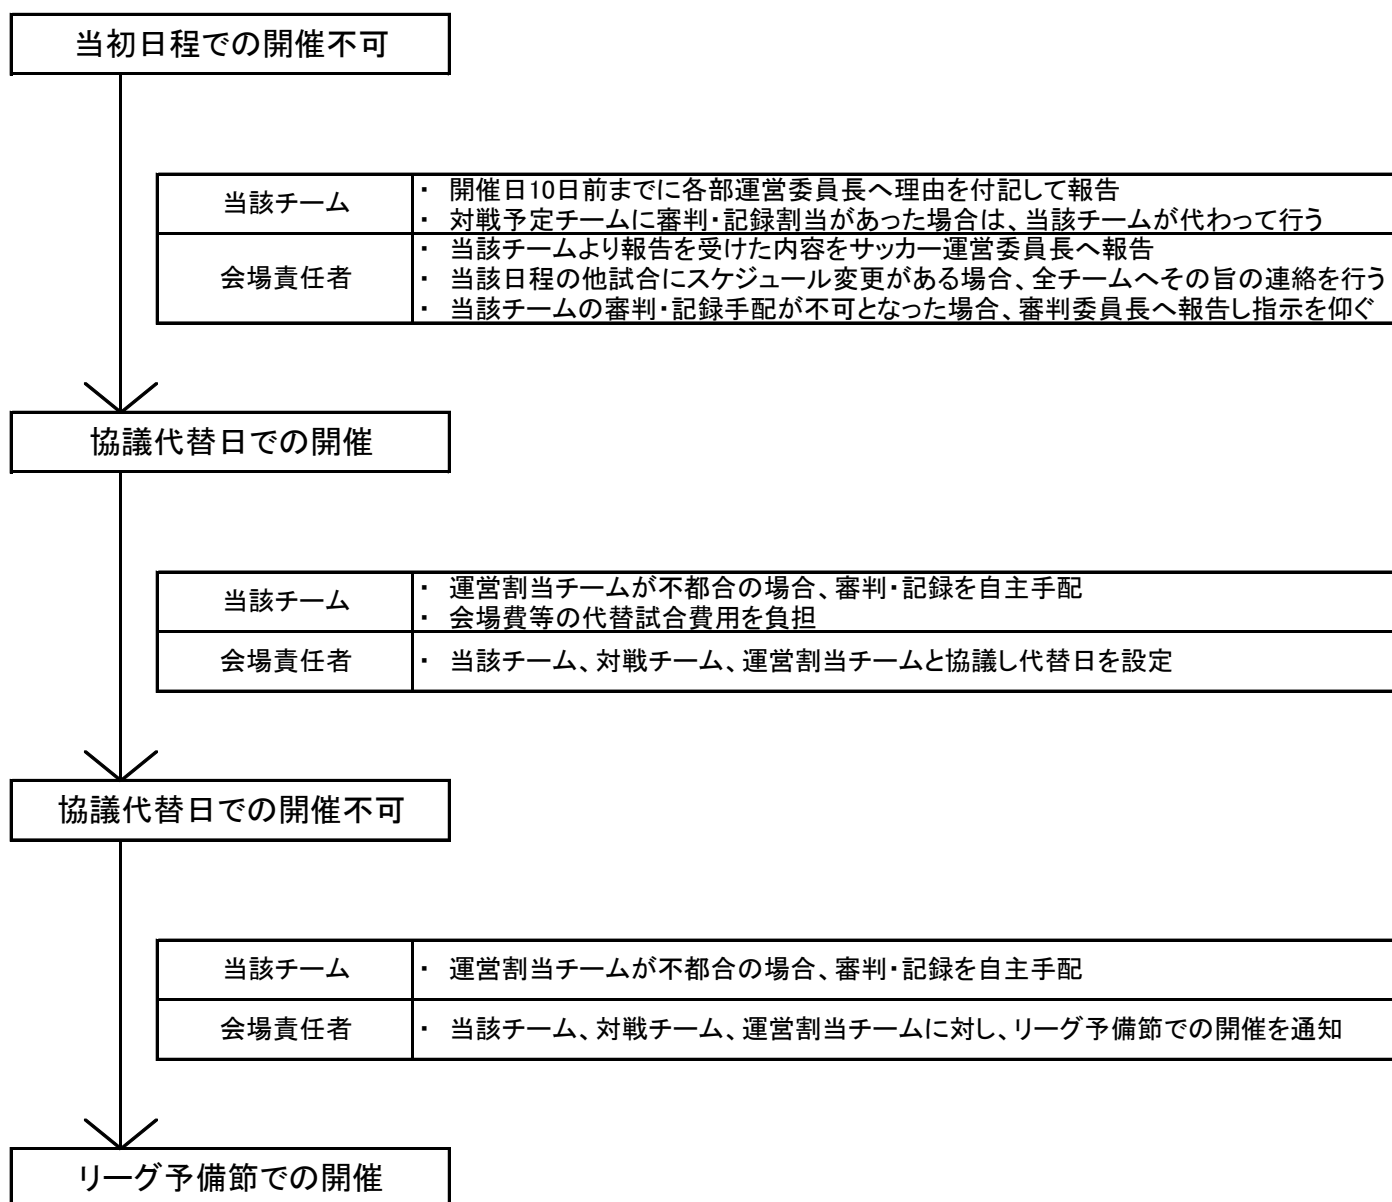 当初日程での開催不可
当該チーム
・ 開催日10日前までに各部運営委員長へ理由を付記して報告
・ 対戦予定チームに審判・記録割当があった場合は、当該チームが代わって行う
会場責任者
・ 当該チームより報告を受けた内容をサッカー運営委員長へ報告
・ 当該日程の他試合にスケジュール変更がある場合、全チームへその旨の連絡を行う
・ 当該チームの審判・記録手配が不可となった場合、審判委員長へ報告し指示を仰ぐ
協議代替日での開催
当該チーム
・ 運営割当チームが不都合の場合、審判・記録を自主手配
・ 会場費等の代替試合費用を負担
会場責任者
・ 当該チーム、対戦チーム、運営割当チームと協議し代替日を設定
協議代替日での開催不可
当該チーム
・ 運営割当チームが不都合の場合、審判・記録を自主手配
会場責任者
・ 当該チーム、対戦チーム、運営割当チームに対し、リーグ予備節での開催を通知
リーグ予備節での開催